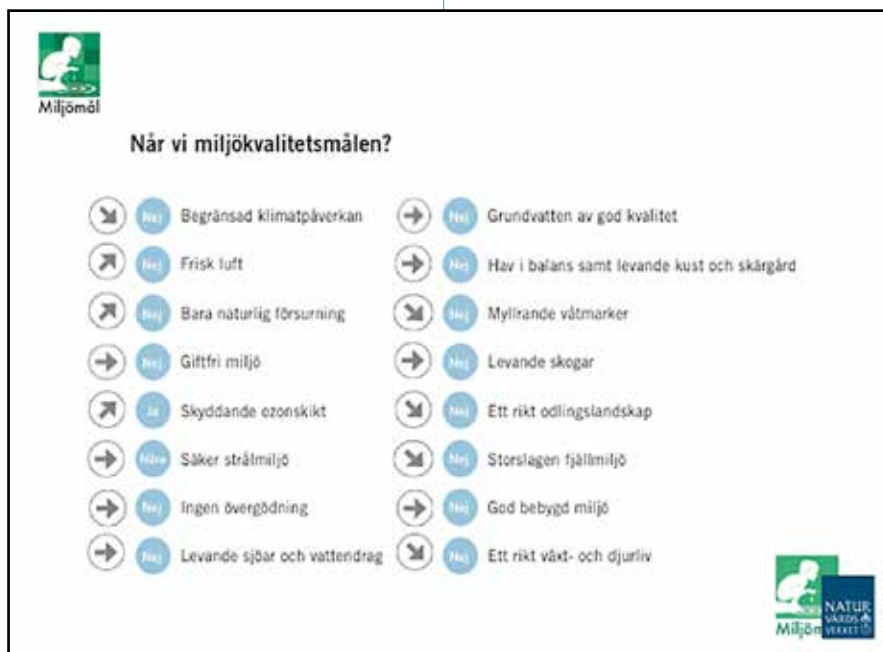 Miljömål
Når vi miljökvalitetsmålen?
Nej Begränsad klimatpåverkan
Nej Frisk luft
Nej Bara naturlig försurning
Nej Giftfri miljö
Ja Skyddande ozonskikt
Nära Säker strålmiljö
Nej Ingen övergödning
Nej Levande sjöar och vattendrag
Nej Grundvatten av god kvalitet
Nej Hav i balans samt levande kust och skärgård
Nej Myllrande våtmarker
Nej Levande skogar
Nej Ett rikt odlingslandskap
Nej Storslagen fjällmiljö
Nej God bebygd miljö
Nej Ett rikt växt- och djurliv
Miljöm
NATUR
VÅRDS
VERKET